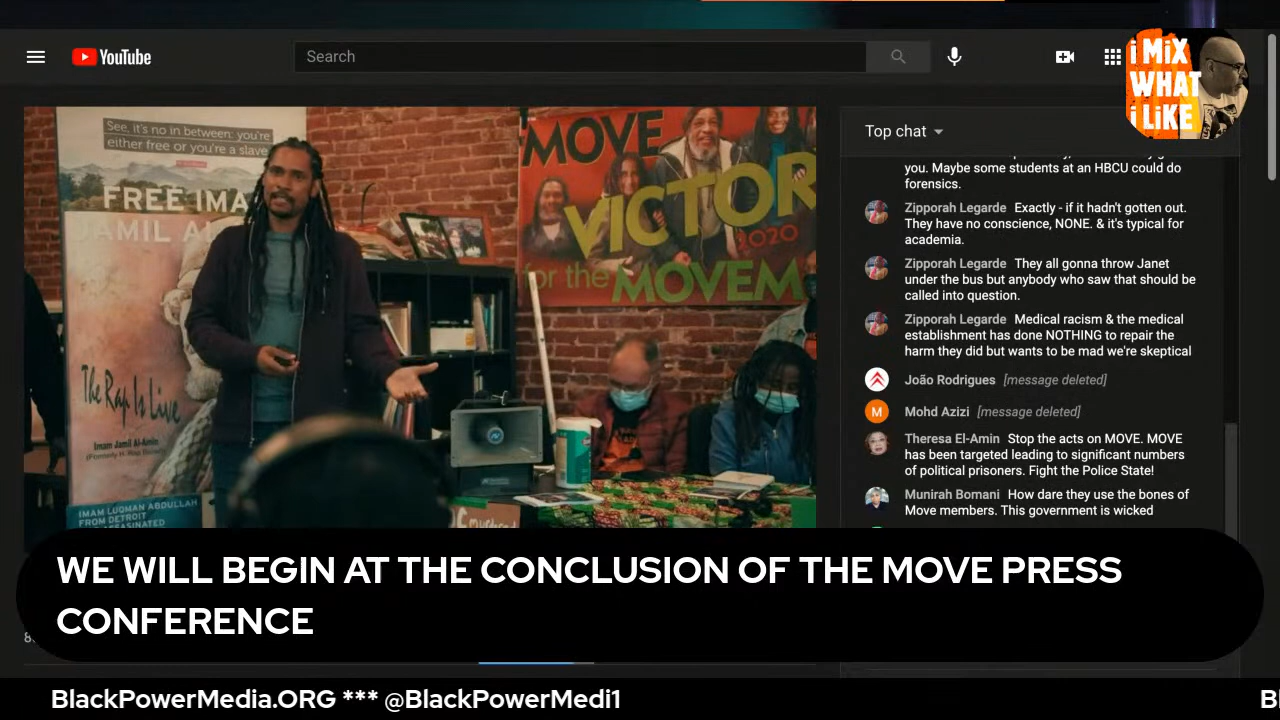 YouTube
Search
i MiX
WHAT
i LiKE
See, it's no in between: you're
either free or you're a slave
FREE IMA
JAMIL AL
The Rap Is Live
Imam Jamil Al-Amin
(Formerly H. Rap Brown)
IMAM LUQMAN ABDULLAH
FROM DETROIT
ASSASSINATED
MOVE
VICTOR
2020
for the MOVEM
Top chat
you. Maybe some students at an HBCU could do
forensics.
Zipporah Legarde Exactly - if it hadn't gotten out.
They have no conscience, NONE. & it's typical for
academia.
Zipporah Legarde They all gonna throw Janet
under the bus but anybody who saw that should be
called into question.
Zipporah Legarde Medical racism & the medical
establishment has done NOTHING to repair the
harm they did but wants to be mad we're skeptical
João Rodrigues [message deleted]
M Mohd Azizi [message deleted]
Theresa El-Amin Stop the acts on MOVE. MOVE
has been targeted leading to significant numbers
of political prisoners. Fight the Police State!
Munirah Bomani How dare they use the bones of
Move members. This government is wicked
WE WILL BEGIN AT THE CONCLUSION OF THE MOVE PRESS
CONFERENCE
BlackPowerMedia.ORG *** @BlackPowerMedi1